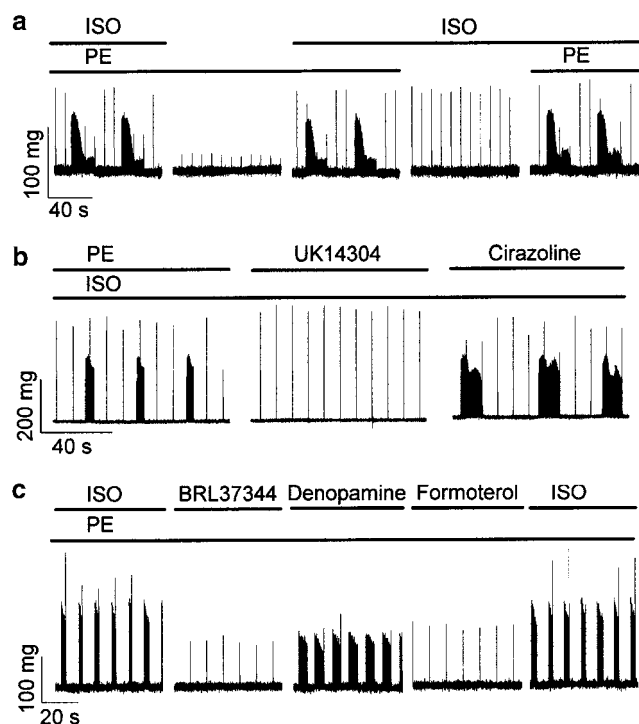 a
ISO ISO
PE PE
100 mg
40 s
b
PE UK14304 Cirazoline
ISO
200 mg
40 s
c
ISO BRL37344 Denopamine Formoterol ISO
PE
100 mg
20 s